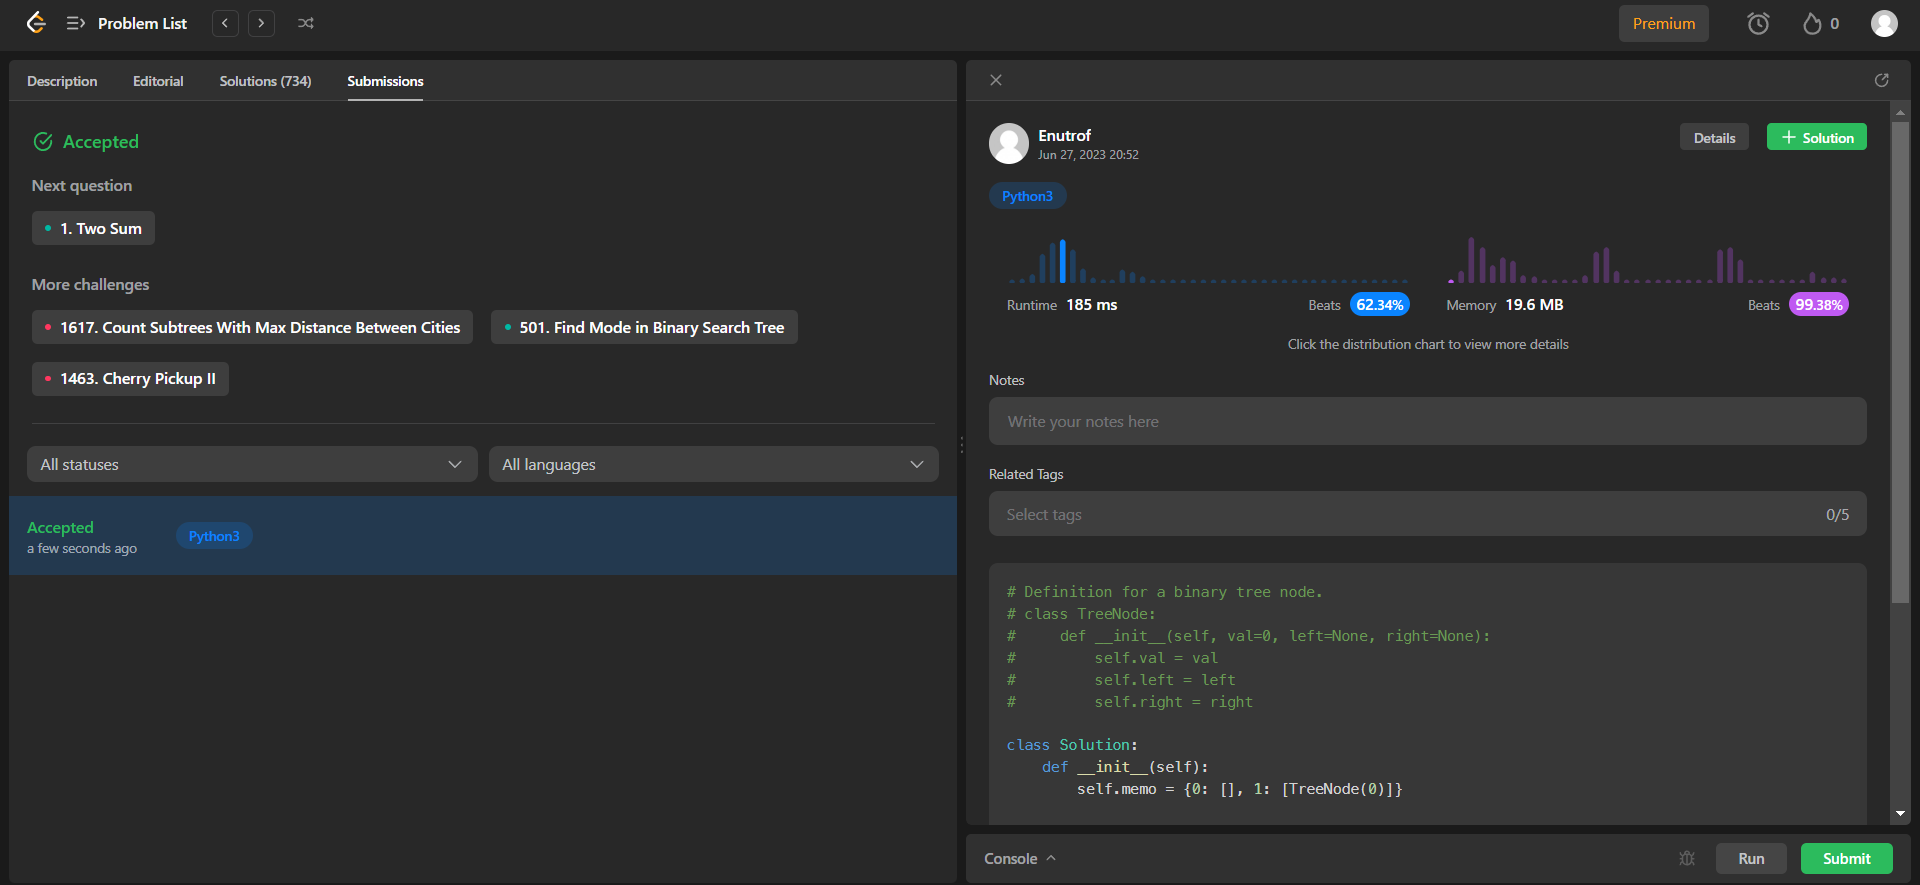 Problem List
Premium
0
Description Editorial Solutions (734) Submissions
Accepted
Next question
1. Two Sum
More challenges
1617. Count Subtrees With Max Distance Between Cities
501. Find Mode in Binary Search Tree
1463. Cherry Pickup II
All statuses
All languages
Accepted
a few seconds ago
Python3
Enutrof
Jun 27, 2023 20:52
Details
Solution
Python3
Runtime 185 ms Beats 62.34%
Memory 19.6 MB Beats 99.38%
Click the distribution chart to view more details
Notes
Write your notes here
Related Tags
Select tags 0/5
# Definition for a binary tree node.
# class TreeNode:
#     def __init__(self, val=0, left=None, right=None):
#         self.val = val
#         self.left = left
#         self.right = right
class Solution:
    def __init__(self):
        self.memo = {0: [], 1: [TreeNode(0)]}
Console
Run
Submit